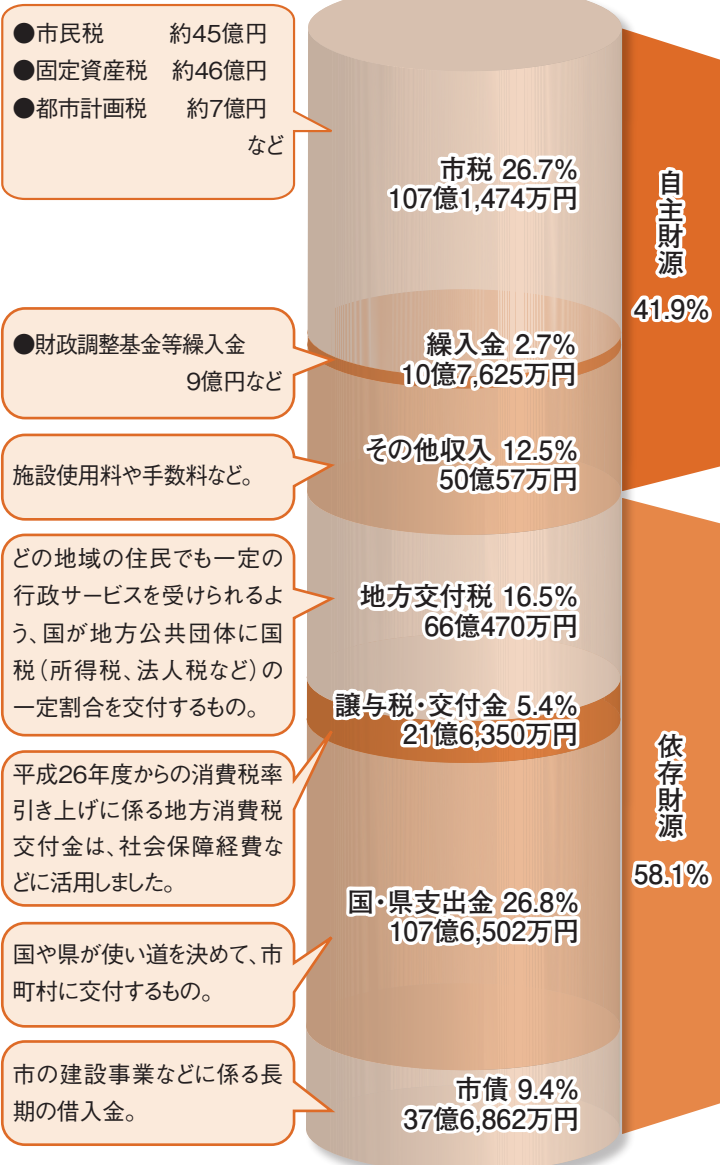 ●市民税 約45億円
●固定資産税 約46億円
●都市計画税 約7億円
など
市税 26.7%
107億1,474万円
自主財源
41.9%
●財政調整基金等繰入金
9億円など
繰入金 2.7%
10億7,625万円
施設使用料や手数料など。
その他収入 12.5%
50億57万円
どの地域の住民でも一定の
行政サービスを受けられるよ
う、国が地方公共団体に国
税（所得税、法人税など）の
一定割合を交付するもの。
地方交付税 16.5%
66億470万円
譲与税・交付金 5.4%
21億6,350万円
依存財源
58.1%
平成26年度からの消費税率
引き上げに係る地方消費税
交付金は、社会保障経費な
どに活用しました。
国・県支出金 26.8%
107億6,502万円
国や県が使い道を決めて、市
町村に交付するもの。
市の建設事業などに係る長
期の借入金。
市債 9.4%
37億6,862万円